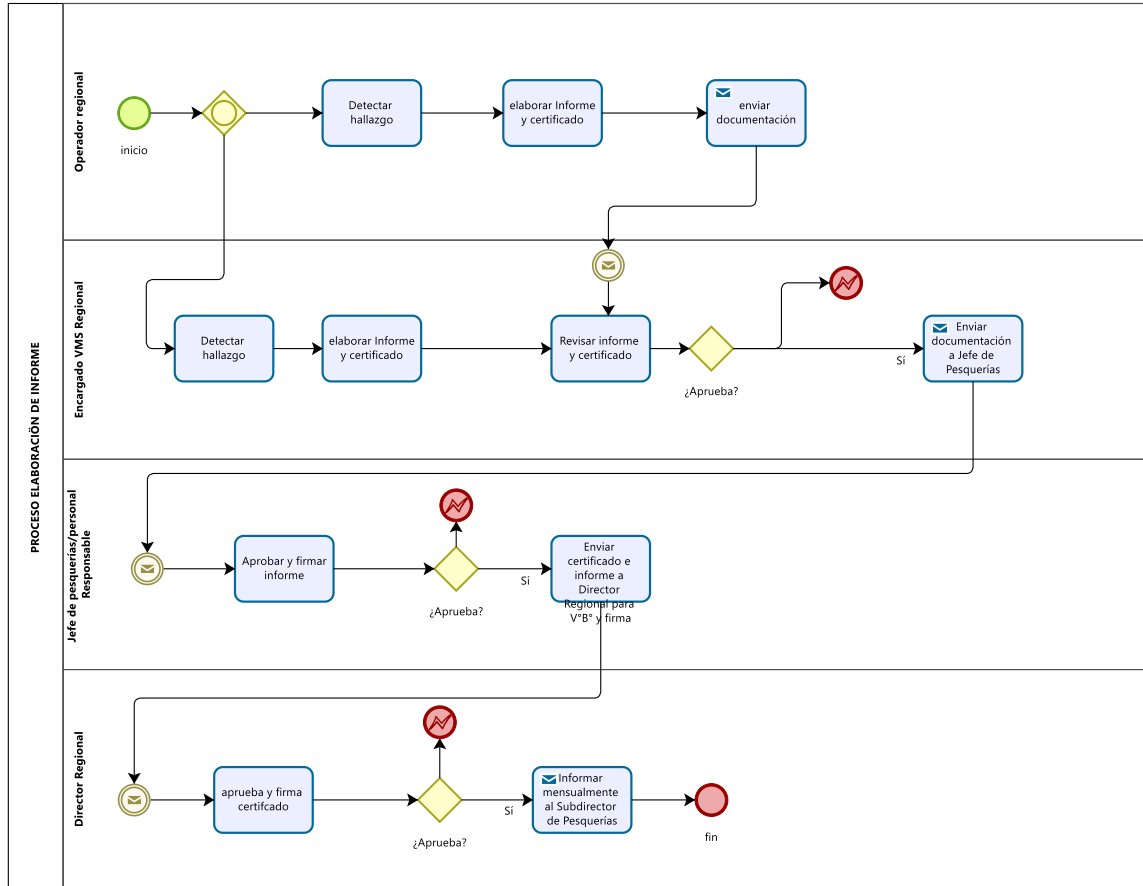 PROCESO ELABORACIÖN DE INFORME
Operador regional
inicio
Detectar
hallazgo
elaborar Informe
y certificado
enviar
documentación
Encargado VMS Regional
Detectar
hallazgo
elaborar Informe
y certificado
Revisar informe
y certificado
¿Aprueba?
Sí
Enviar
documentación
a Jefe de
Pesquerías
Jefe de pesquerías/personal
Responsable
Aprobar y firmar
informe
¿Aprueba?
Sí
Enviar
certificado e
informe a
Director
Regional para
V°B° y firma
Director Regional
aprueba y firma
certifcado
¿Aprueba?
Sí
Informar
mensualmente
al Subdirector
de Pesquerías
fin